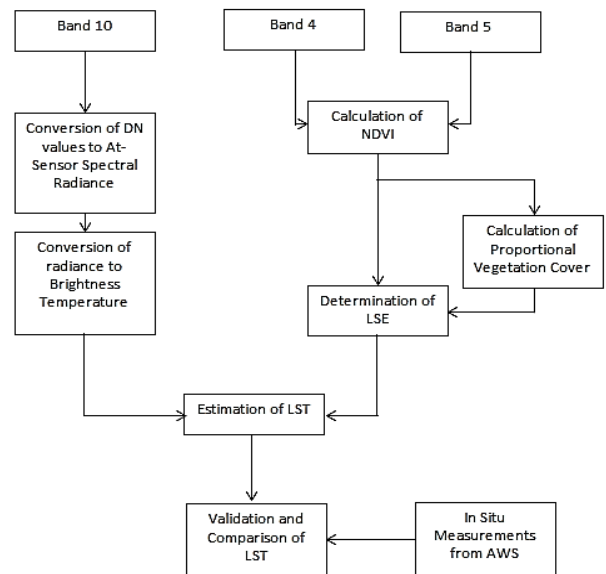 Band 10
Band 4
Band 5
Conversion of DN
values to At-
Sensor Spectral
Radiance
Calculation of
NDVI
Conversion of
radiance to
Brightness
Temperature
Calculation of
Proportional
Vegetation Cover
Determination of
LSE
Estimation of LST
Validation and
Comparison of
LST
In Situ
Measurements
from AWS